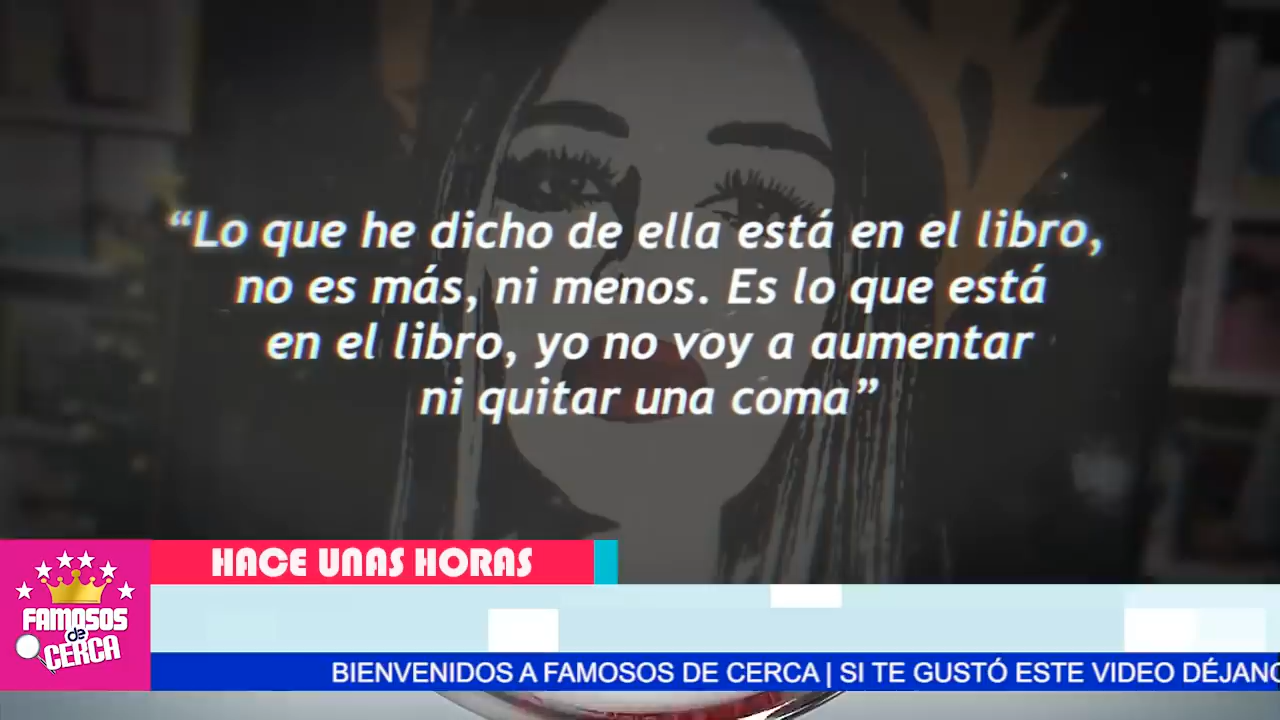 “Lo que he dicho de ella está en el libro,
no es más, ni menos. Es lo que está
en el libro, yo no voy a aumentar
ni quitar una coma”
HACE UNAS HORAS
FAMOSOS
de
CERCA
BIENVENIDOS A FAMOSOS DE CERCA | SI TE GUSTÓ ESTE VIDEO DÉJANO